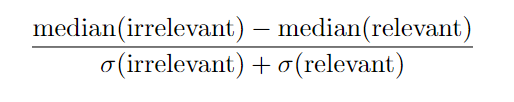 median(irrelevant) − median(relevant)
σ(irrelevant) + σ(relevant)